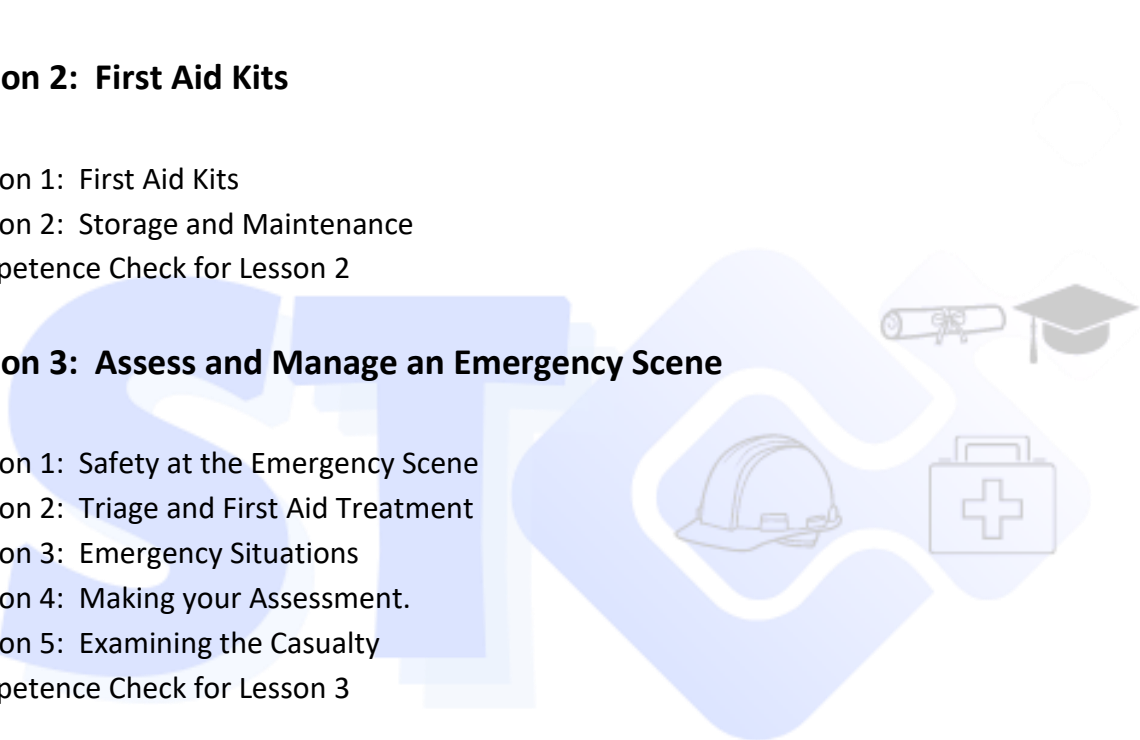 on 2: First Aid Kits
on 1: First Aid Kits
on 2: Storage and Maintenance
petence Check for Lesson 2
on 3: Assess and Manage an Emergency Scene
on 1: Safety at the Emergency Scene
on 2: Triage and First Aid Treatment
on 3: Emergency Situations
on 4: Making your Assessment.
on 5: Examining the Casualty
petence Check for Lesson 3
ST